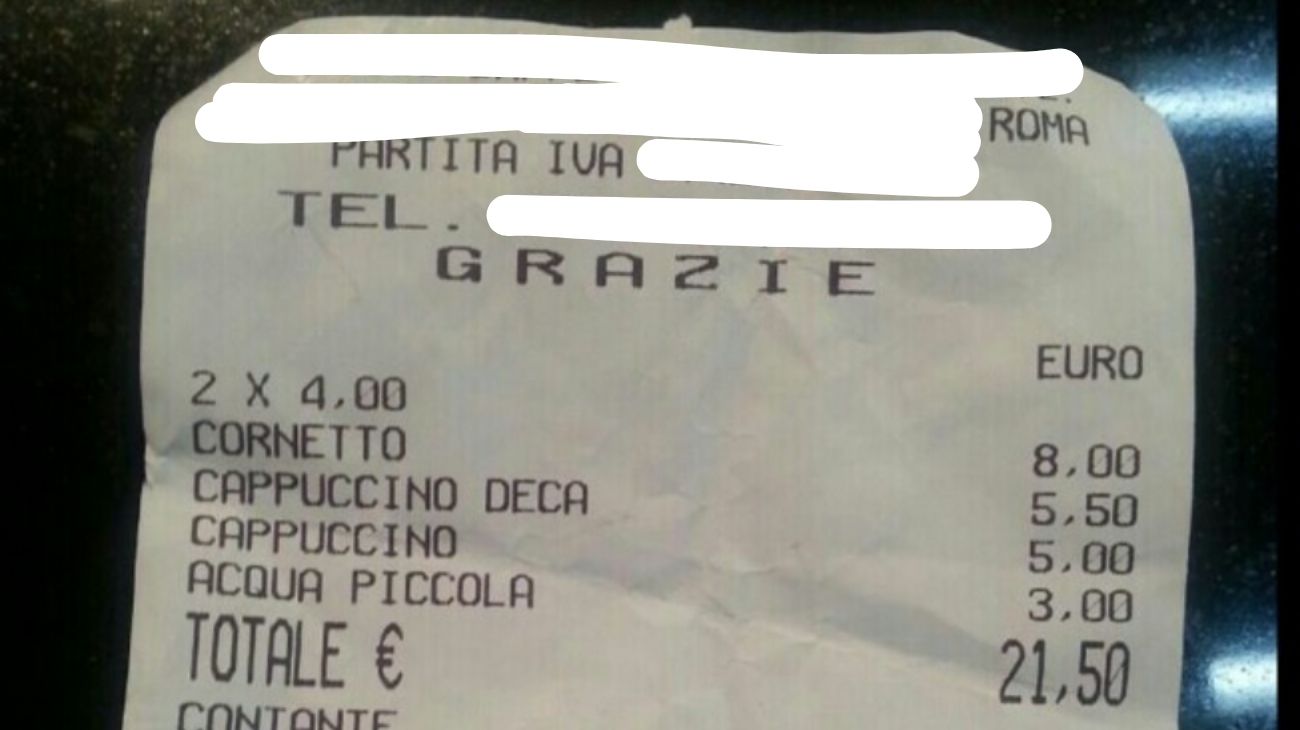 ROMA
PARTITA IVA
TEL.
GRAZIE
EURO
2 X 4,00
CORNETTO 8,00
CAPPUCCINO DECA 5,50
CAPPUCCINO 5,00
ACQUA PICCOLA 3,00
TOTALE € 21,50
CONTANTE